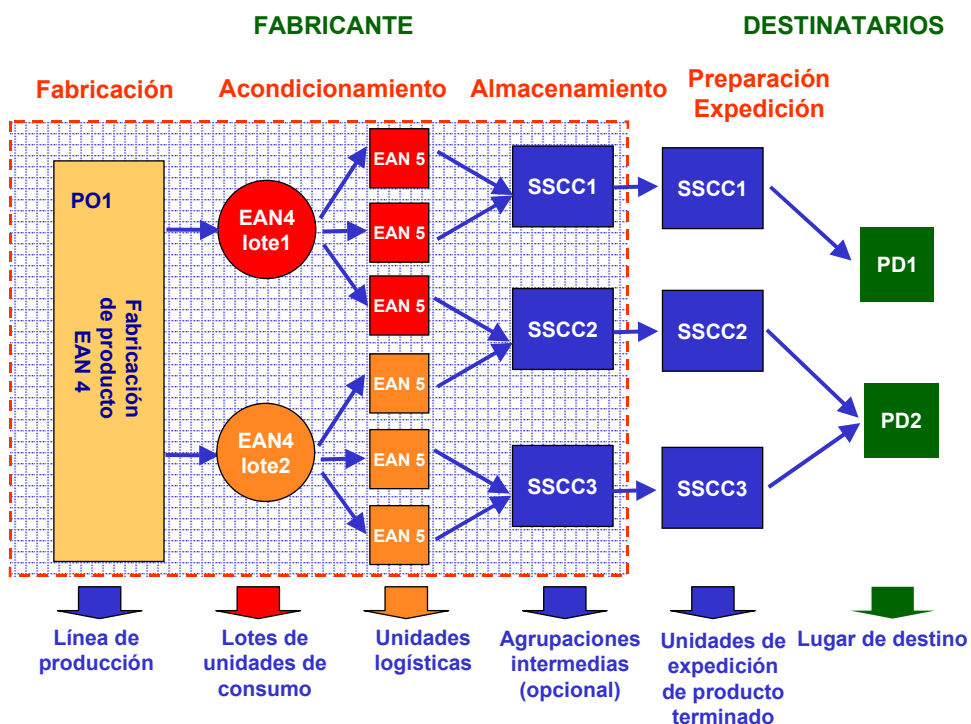 FABRICANTE
DESTINATARIOS
Fabricación
Acondicionamiento
Almacenamiento
Preparación
Expedición
PO1
Fabricación
de producto
EAN 4
EAN4
lote1
EAN4
lote2
EAN 5
EAN 5
EAN 5
EAN 5
EAN 5
EAN 5
SSCC1
SSCC2
SSCC3
SSCC1
SSCC2
SSCC3
PD1
PD2
Línea de
producción
Lotes de
unidades de
consumo
Unidades
logísticas
Agrupaciones
intermedias
(opcional)
Unidades de
expedición
de producto
terminado
Lugar de destino